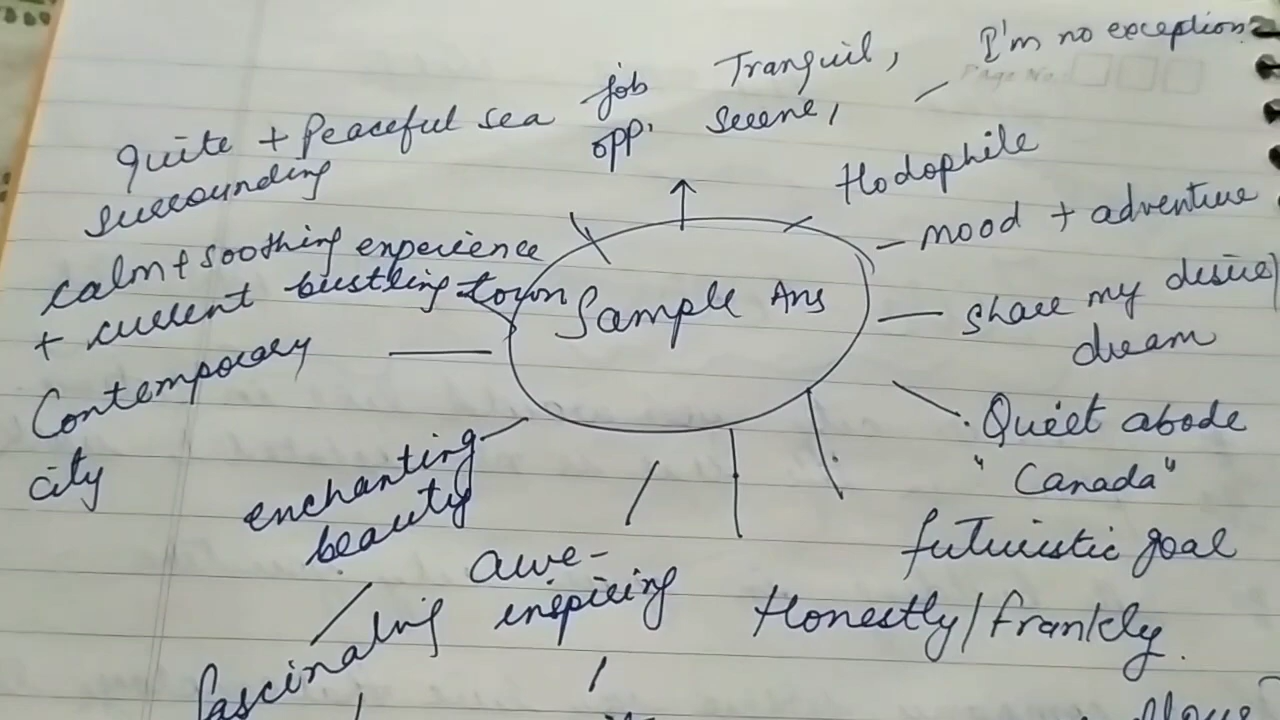 I'm no exception
Tranquil,
serene,
job
opp.
quite + Peaceful sea
surrounding
Hodophile
mood + adventure
calm + soothing experience
+ current bustling town
Sample Ans
share my desire/
dream
Contemporary
city
Quiet abode
"Canada"
enchanting
beauty
futuristic goal
awe-
inspiring
Honestly/frankly.
fascinating